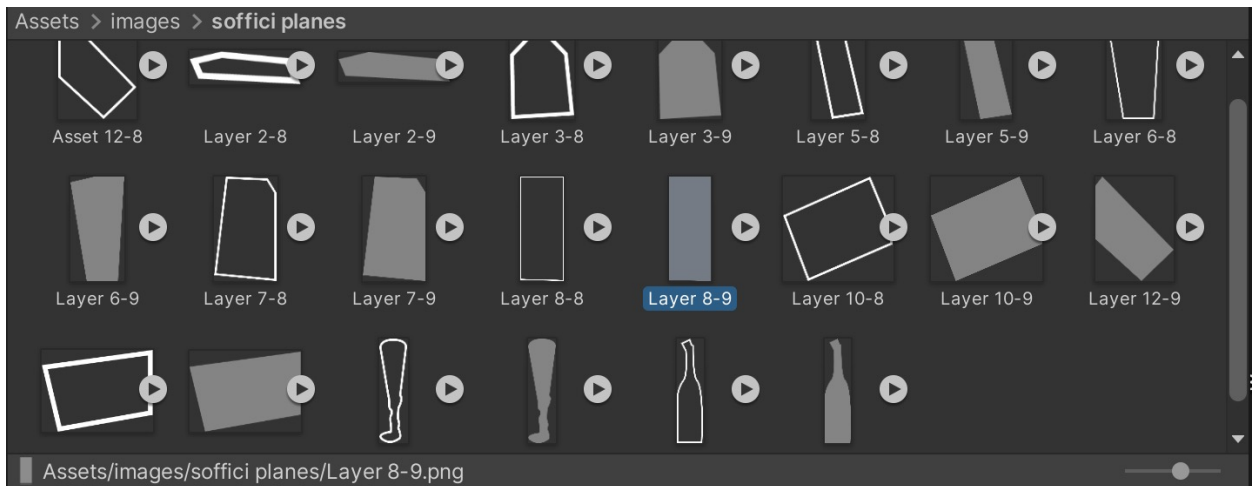 Assets > images > soffici planes
Asset 12-8 Layer 2-8 Layer 2-9 Layer 3-8 Layer 3-9 Layer 5-8 Layer 5-9 Layer 6-8
Layer 6-9 Layer 7-8 Layer 7-9 Layer 8-8 Layer 8-9 Layer 10-8 Layer 10-9 Layer 12-9
Assets/images/soffici planes/Layer 8-9.png